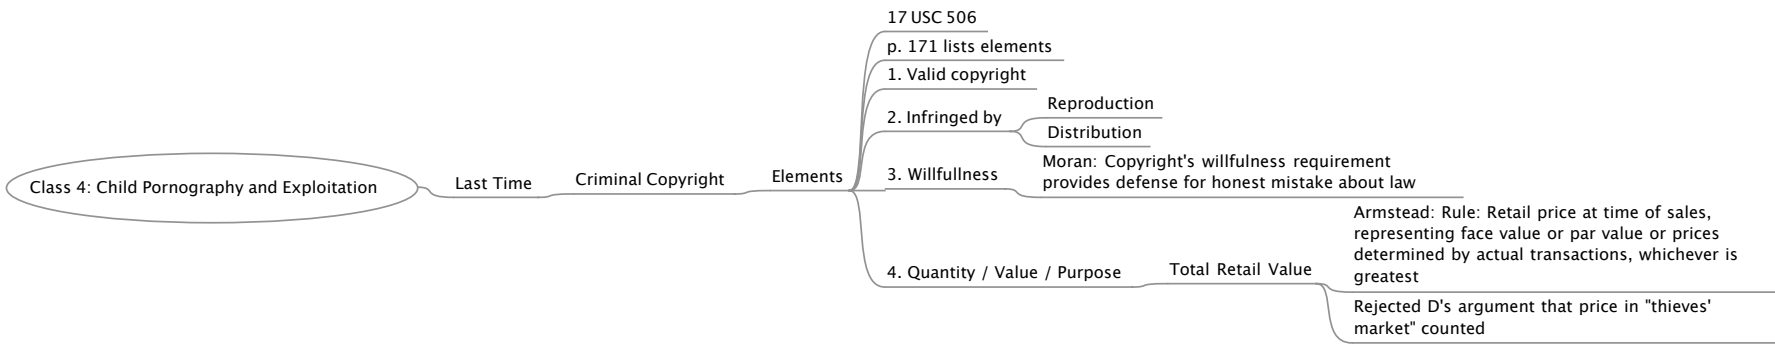 Class 4: Child Pornography and Exploitation
Last Time
Criminal Copyright
Elements
17 USC 506
p. 171 lists elements
1. Valid copyright
2. Infringed by
Reproduction
Distribution
3. Willfullness
Moran: Copyright's willfulness requirement
provides defense for honest mistake about law
4. Quantity / Value / Purpose
Total Retail Value
Armstead: Rule: Retail price at time of sales,
representing face value or par value or prices
determined by actual transactions, whichever is
greatest
Rejected D's argument that price in "thieves'
market" counted